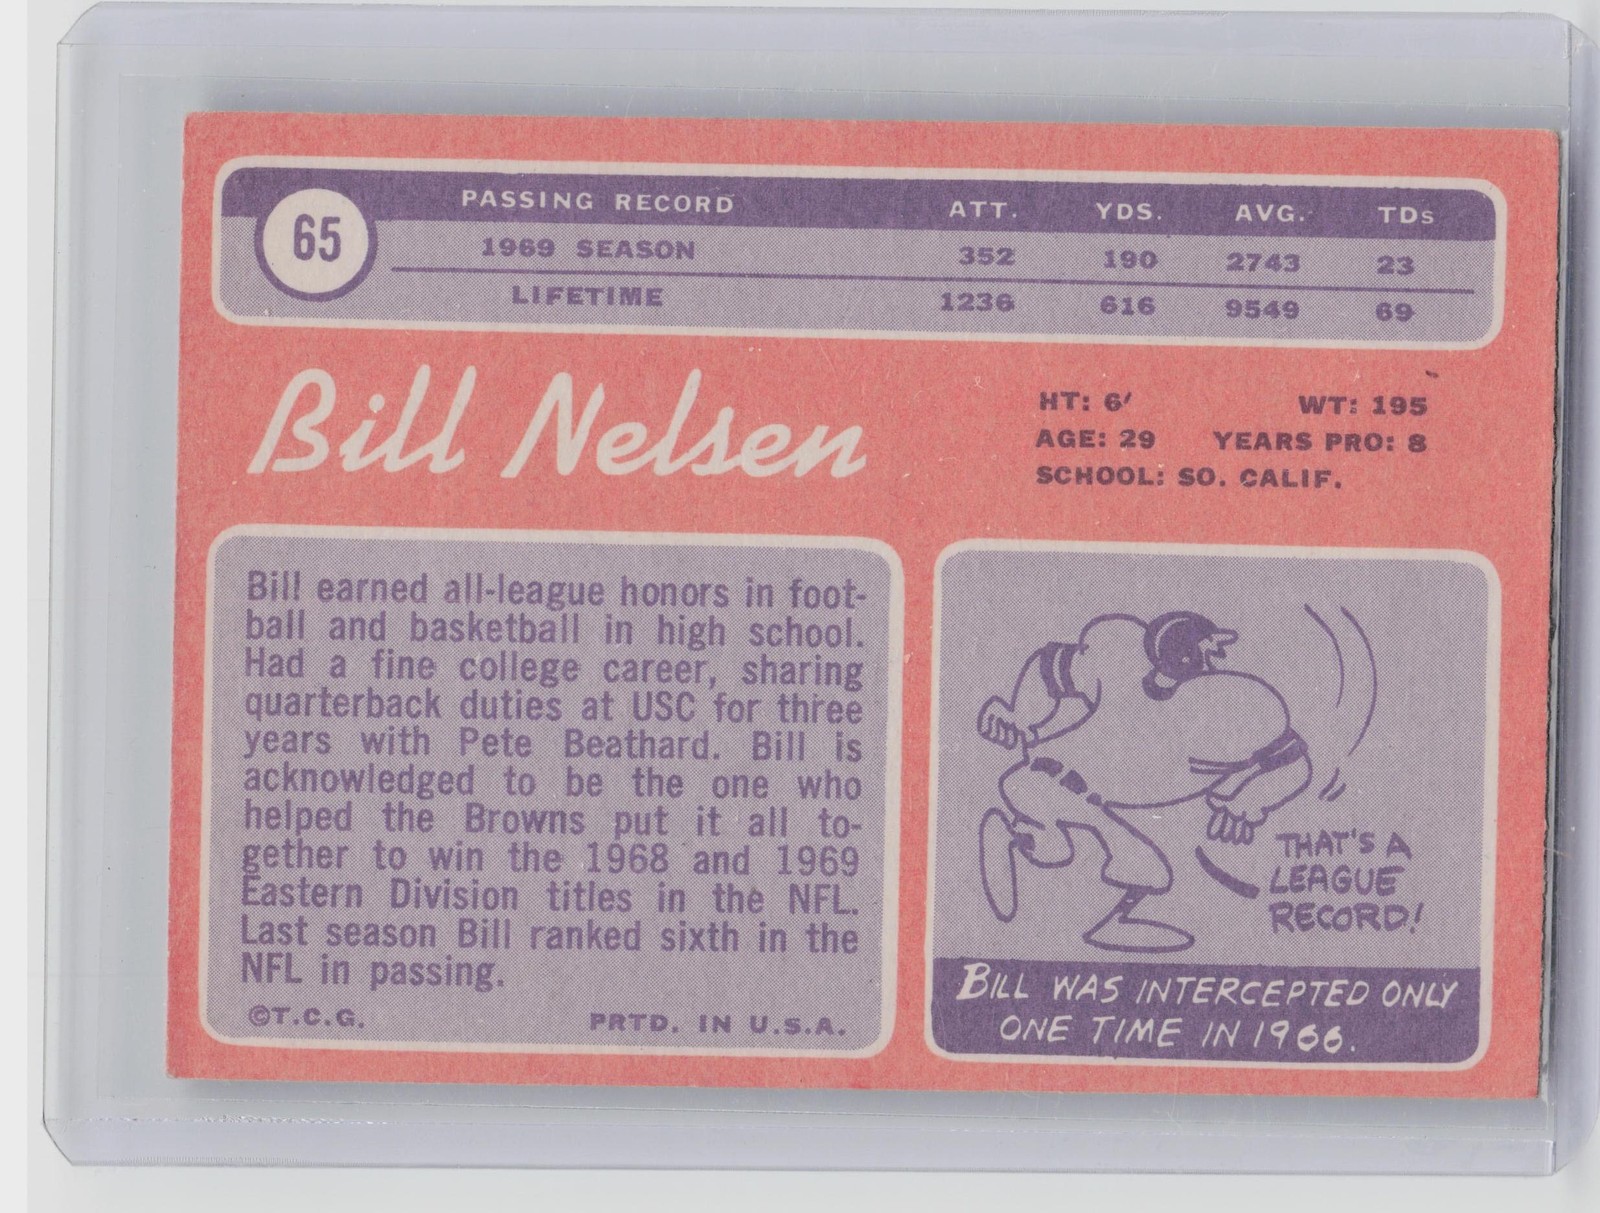 65
PASSING RECORD ATT. YDS. AVG. TDs
1969 SEASON 352 190 2743 23
LIFETIME 1236 616 9549 69
Bill Nelsen
HT: 6' WT: 195
AGE: 29 YEARS PRO: 8
SCHOOL: SO. CALIF.
Bill earned all-league honors in foot-
ball and basketball in high school.
Had a fine college career, sharing
quarterback duties at USC for three
years with Pete Beathard. Bill is
acknowledged to be the one who
helped the Browns put it all to-
gether to win the 1968 and 1969
Eastern Division titles in the NFL.
Last season Bill ranked sixth in the
NFL in passing.
©T.C.G. PRTD. IN U.S.A.
THAT'S A
LEAGUE
RECORD!
BILL WAS INTERCEPTED ONLY
ONE TIME IN 1966.